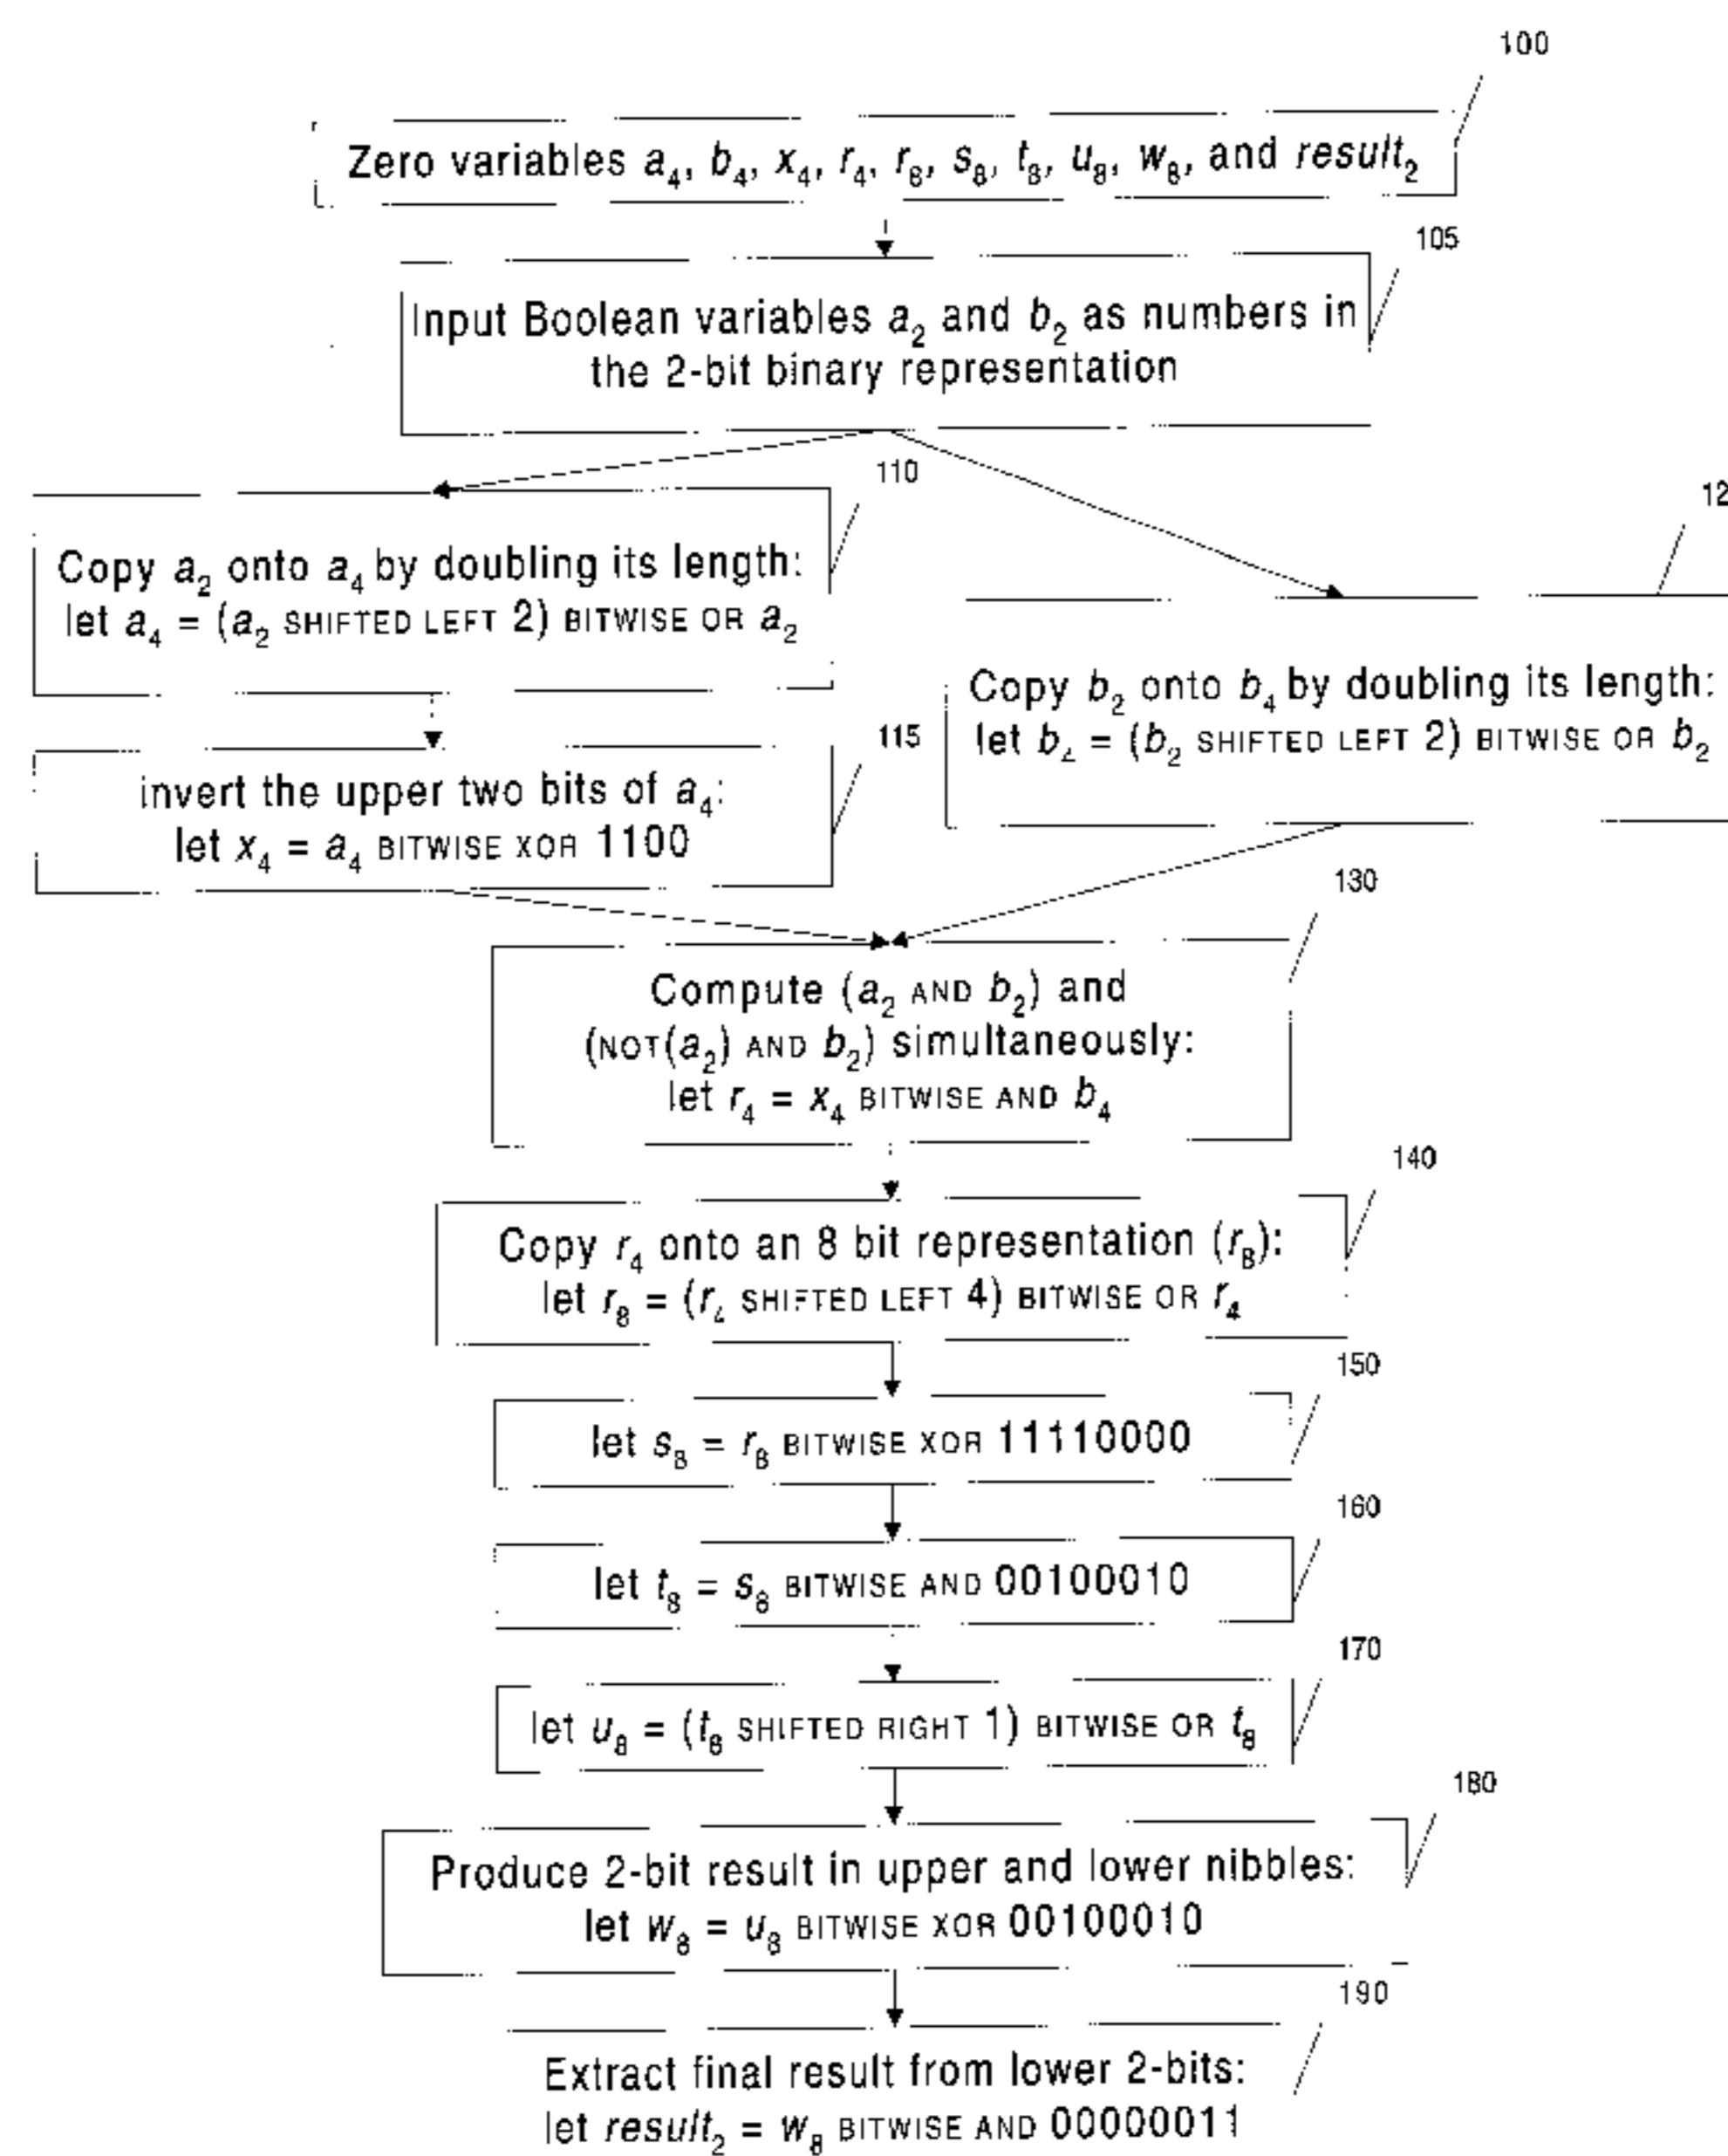 100
Zero variables a₄, b₄, x₄, r₄, r₈, s₈, t₈, u₈, w₈, and result₂
105
Input Boolean variables a₂ and b₂ as numbers in
the 2-bit binary representation
110
Copy a₂ onto a₄ by doubling its length:
let a₄ = (a₂ SHIFTED LEFT 2) BITWISE OR a₂
12
Copy b₂ onto b₄ by doubling its length:
let b₄ = (b₂ SHIFTED LEFT 2) BITWISE OR b₂
115
invert the upper two bits of a₄:
let x₄ = a₄ BITWISE XOR 1100
130
Compute (a₂ AND b₂) and
(NOT(a₂) AND b₂) simultaneously:
let r₄ = x₄ BITWISE AND b₄
140
Copy r₄ onto an 8 bit representation (r₈):
let r₈ = (r₄ SHIFTED LEFT 4) BITWISE OR r₄
150
let s₈ = r₈ BITWISE XOR 11110000
160
let t₈ = s₈ BITWISE AND 00100010
170
let u₈ = (t₈ SHIFTED RIGHT 1) BITWISE OR t₈
180
Produce 2-bit result in upper and lower nibbles:
let w₈ = u₈ BITWISE XOR 00100010
190
Extract final result from lower 2-bits:
let result₂ = w₈ BITWISE AND 00000011